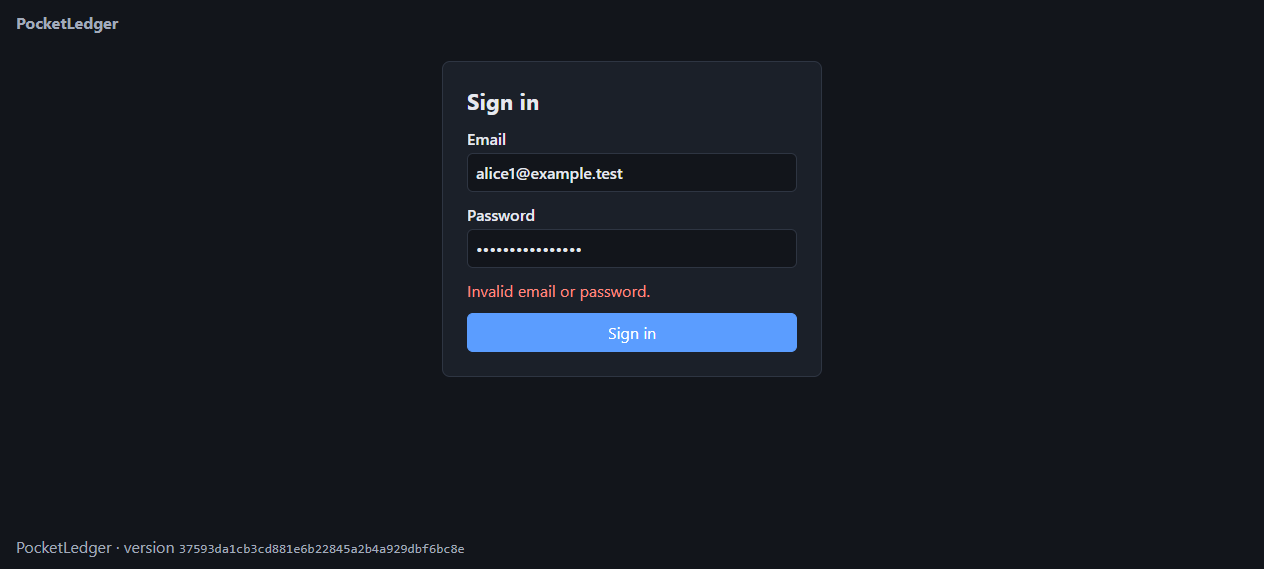 PocketLedger
Sign in
Email
alice1@example.test
Password
••••••••••••••••
Invalid email or password.
Sign in
PocketLedger · version 37593da1cb3cd881e6b22845a2b4a929dbf6bc8e